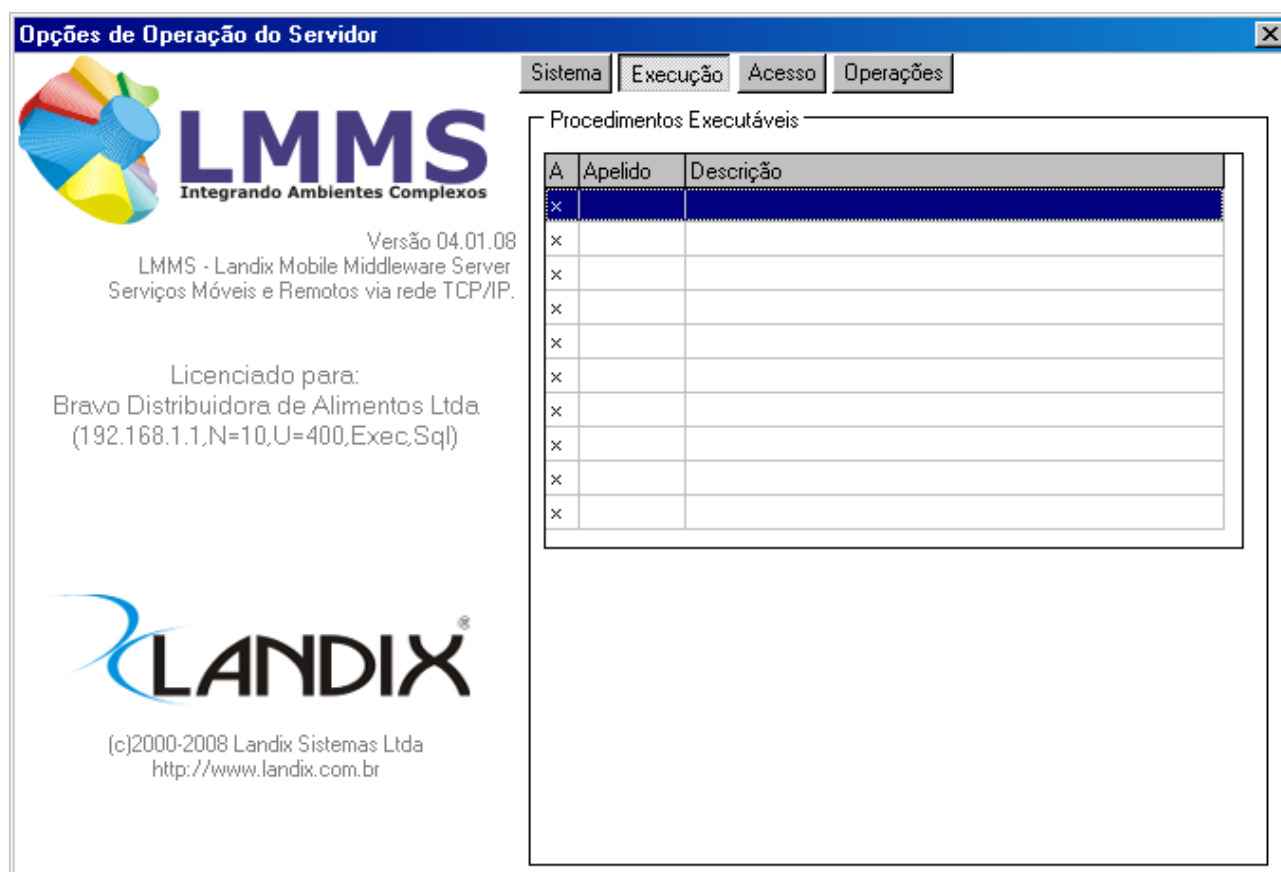 Opções de Operação do Servidor
Sistema Execução Acesso Operações
LMMS
Integrando Ambientes Complexos
Versão 04.01.08
LMMS - Landix Mobile Middleware Server
Serviços Móveis e Remotos via rede TCP/IP.
Licenciado para:
Bravo Distribuidora de Alimentos Ltda
(192.168.1.1,N=10,U=400,Exec,Sql)
LANDIX®
(c)2000-2008 Landix Sistemas Ltda
http://www.landix.com.br
Procedimentos Executáveis
A Apelido Descrição
×
×
×
×
×
×
×
×
×
×